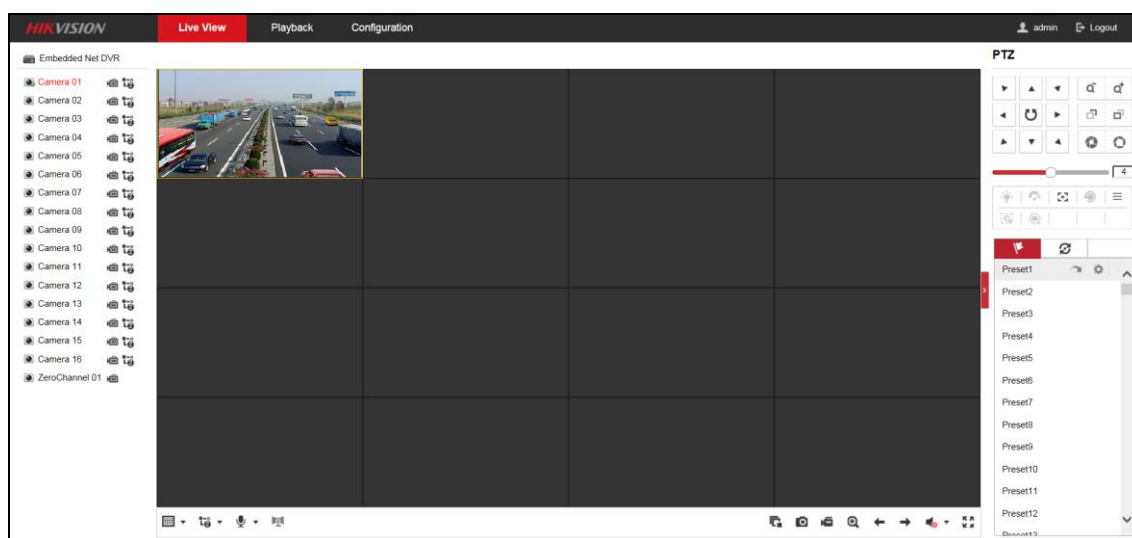 HIKVISION Live View Playback Configuration admin Logout
Embedded Net DVR
Camera 01
Camera 02
Camera 03
Camera 04
Camera 05
Camera 06
Camera 07
Camera 08
Camera 09
Camera 10
Camera 11
Camera 12
Camera 13
Camera 14
Camera 15
Camera 16
ZeroChannel 01
PTZ
4
Preset1
Preset2
Preset3
Preset4
Preset5
Preset6
Preset7
Preset8
Preset9
Preset10
Preset11
Preset12
Preset13